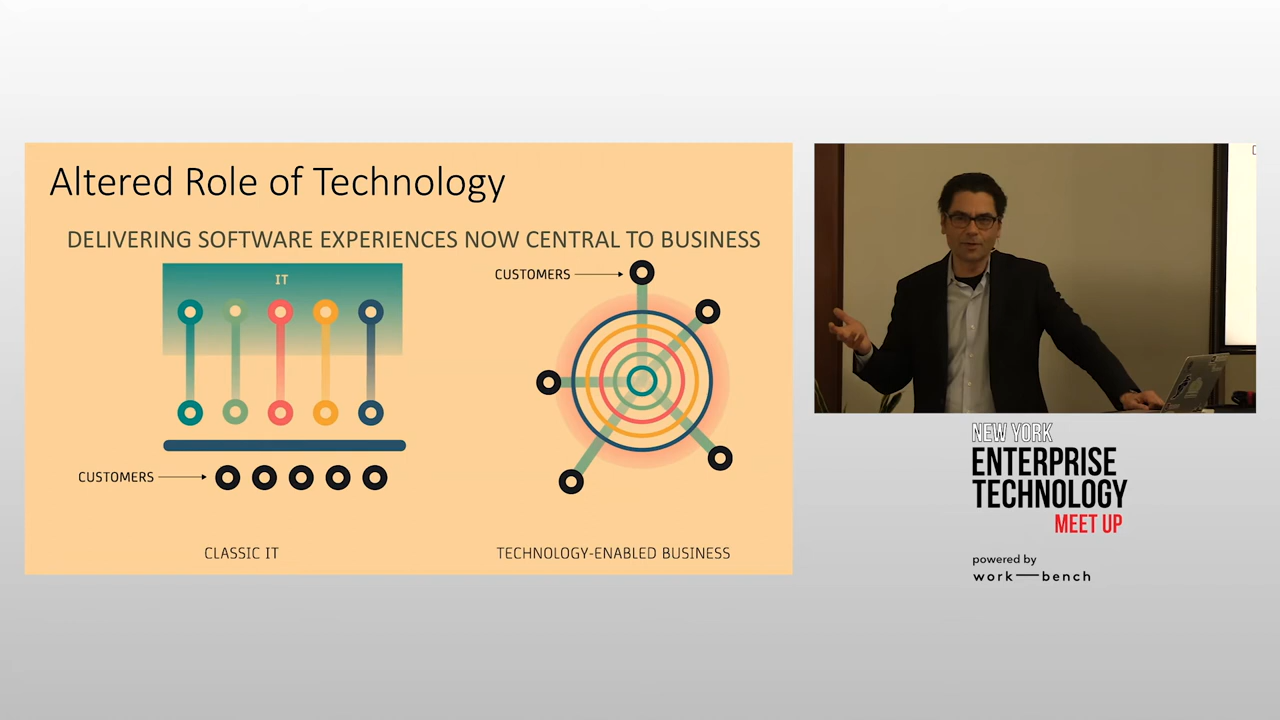 Altered Role of Technology
DELIVERING SOFTWARE EXPERIENCES NOW CENTRAL TO BUSINESS
IT
CUSTOMERS
CLASSIC IT
CUSTOMERS
TECHNOLOGY-ENABLED BUSINESS
NEW YORK
ENTERPRISE
TECHNOLOGY
MEET UP
powered by
work—bench